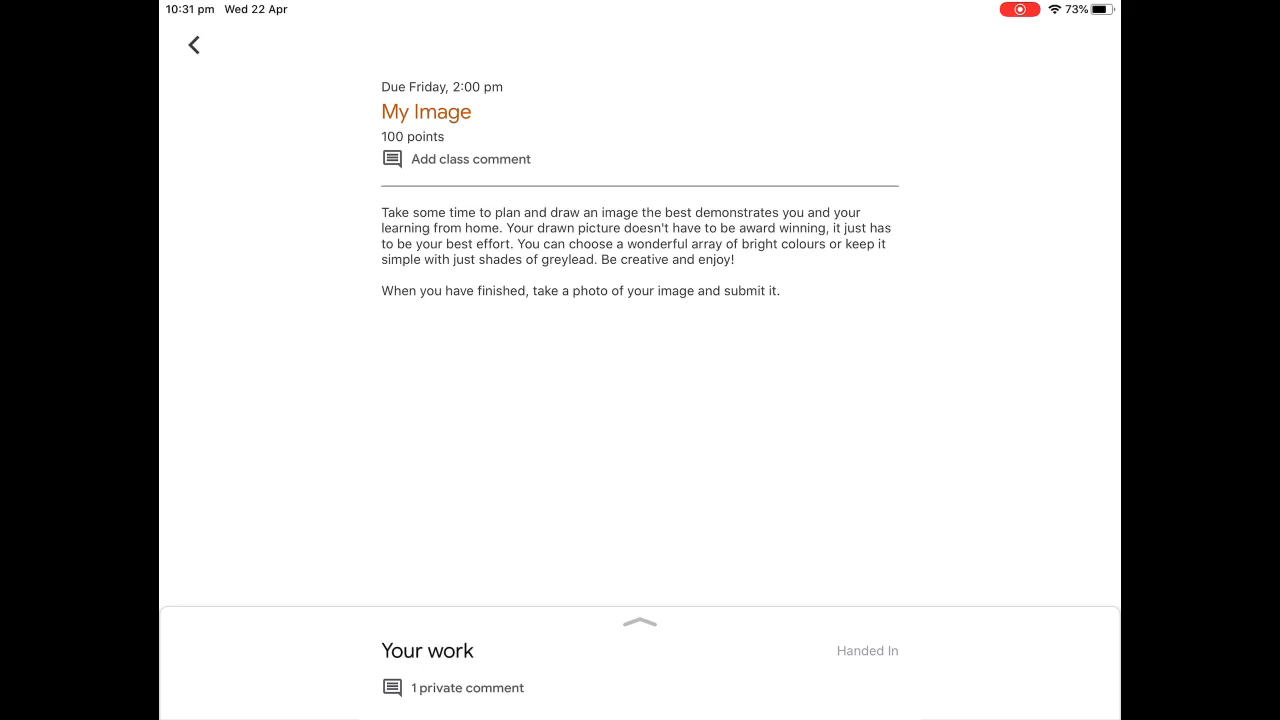 10:31 pm Wed 22 Apr 73%
Due Friday, 2:00 pm
My Image
100 points
Add class comment
Take some time to plan and draw an image the best demonstrates you and your
learning from home. Your drawn picture doesn't have to be award winning, it just has
to be your best effort. You can choose a wonderful array of bright colours or keep it
simple with just shades of greylead. Be creative and enjoy!
When you have finished, take a photo of your image and submit it.
Your work Handed In
1 private comment